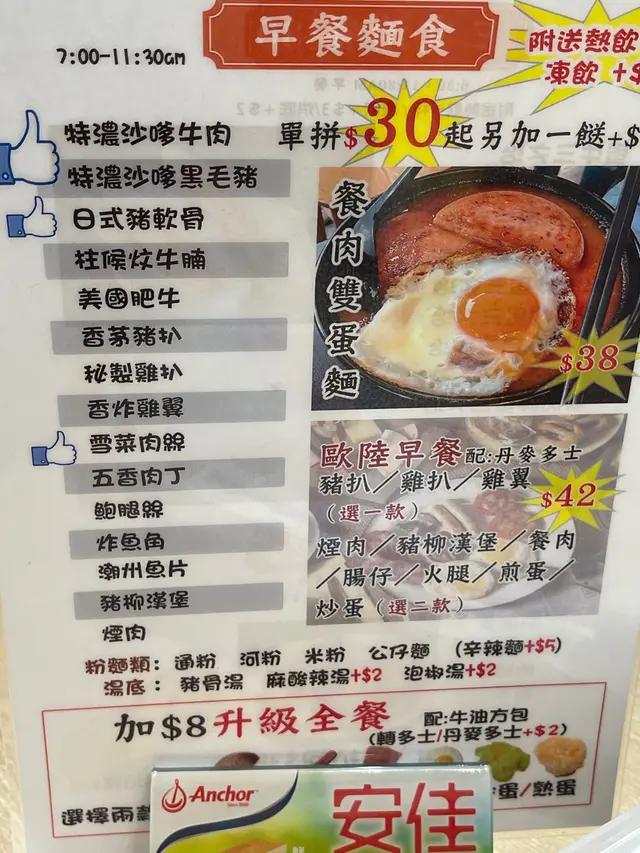 早餐麵食
7:00-11:30am
附送熱飲
凍飲 +$
特濃沙嗲牛肉
單拼$30起另加一餸+$
特濃沙嗲黑毛豬
日式豬軟骨
柱候炆牛腩
美國肥牛
香茅豬扒
秘製雞扒
香炸雞翼
雪菜肉絲
五香肉丁
鮑腿絲
炸魚角
潮州魚片
豬柳漢堡
煙肉
餐肉雙蛋麵
$38
歐陸早餐 配:丹麥多士
豬扒/雞扒/雞翼
(選一款)
$42
煙肉/豬柳漢堡/餐肉
/腸仔/火腿/煎蛋/
炒蛋 (選二款)
粉麵類: 通粉 河粉 米粉 公仔麵 (辛辣麵+$5)
湯底: 豬骨湯 麻酸辣湯+$2 泡椒湯+$2
加$8升級全餐 配:牛油方包
(轉多士/丹麥多士+$2)
選擇兩款
蛋/熱蛋
Anchor
安佳